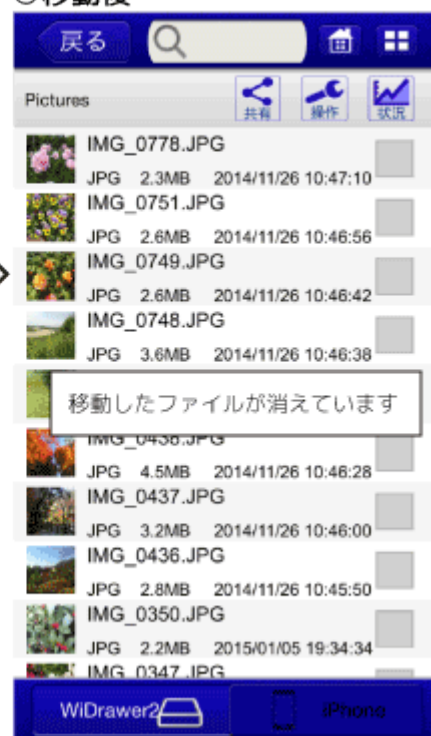 戻る
Pictures
共有 操作 状況
IMG_0778.JPG
JPG 2.3MB 2014/11/26 10:47:10
IMG_0751.JPG
JPG 2.6MB 2014/11/26 10:46:56
IMG_0749.JPG
JPG 2.6MB 2014/11/26 10:46:42
IMG_0748.JPG
JPG 3.6MB 2014/11/26 10:46:38
移動したファイルが消えています
IMG_0438.JPG
JPG 4.5MB 2014/11/26 10:46:28
IMG_0437.JPG
JPG 3.2MB 2014/11/26 10:46:00
IMG_0436.JPG
JPG 2.8MB 2014/11/26 10:45:50
IMG_0350.JPG
JPG 2.2MB 2015/01/05 19:34:34
IMG_0347.JPG
WiDrawer2 iPhone